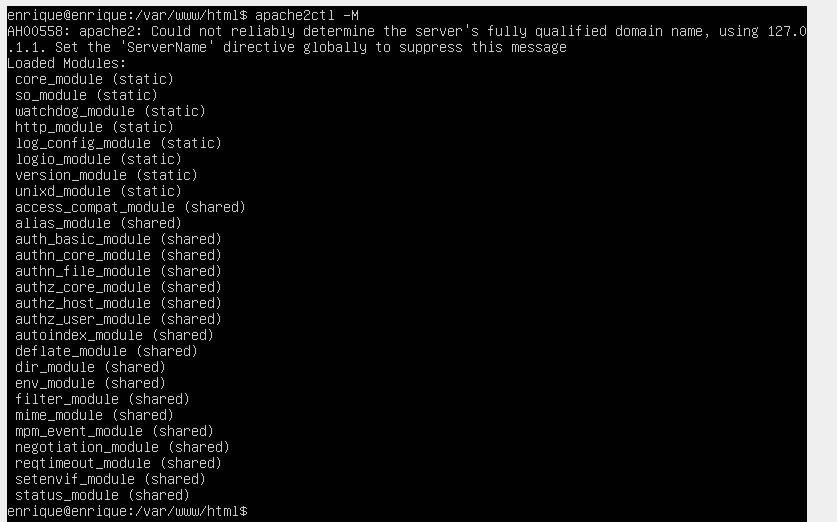 enrique@enrique:/var/www/html$ apache2ctl -M
AH00558: apache2: Could not reliably determine the server's fully qualified domain name, using 127.0
.1.1. Set the 'ServerName' directive globally to suppress this message
Loaded Modules:
 core_module (static)
 so_module (static)
 watchdog_module (static)
 http_module (static)
 log_config_module (static)
 logio_module (static)
 version_module (static)
 unixd_module (static)
 access_compat_module (shared)
 alias_module (shared)
 auth_basic_module (shared)
 authn_core_module (shared)
 authn_file_module (shared)
 authz_core_module (shared)
 authz_host_module (shared)
 authz_user_module (shared)
 autoindex_module (shared)
 deflate_module (shared)
 dir_module (shared)
 env_module (shared)
 filter_module (shared)
 mime_module (shared)
 mpm_event_module (shared)
 negotiation_module (shared)
 reqtimeout_module (shared)
 setenvif_module (shared)
 status_module (shared)
enrique@enrique:/var/www/html$